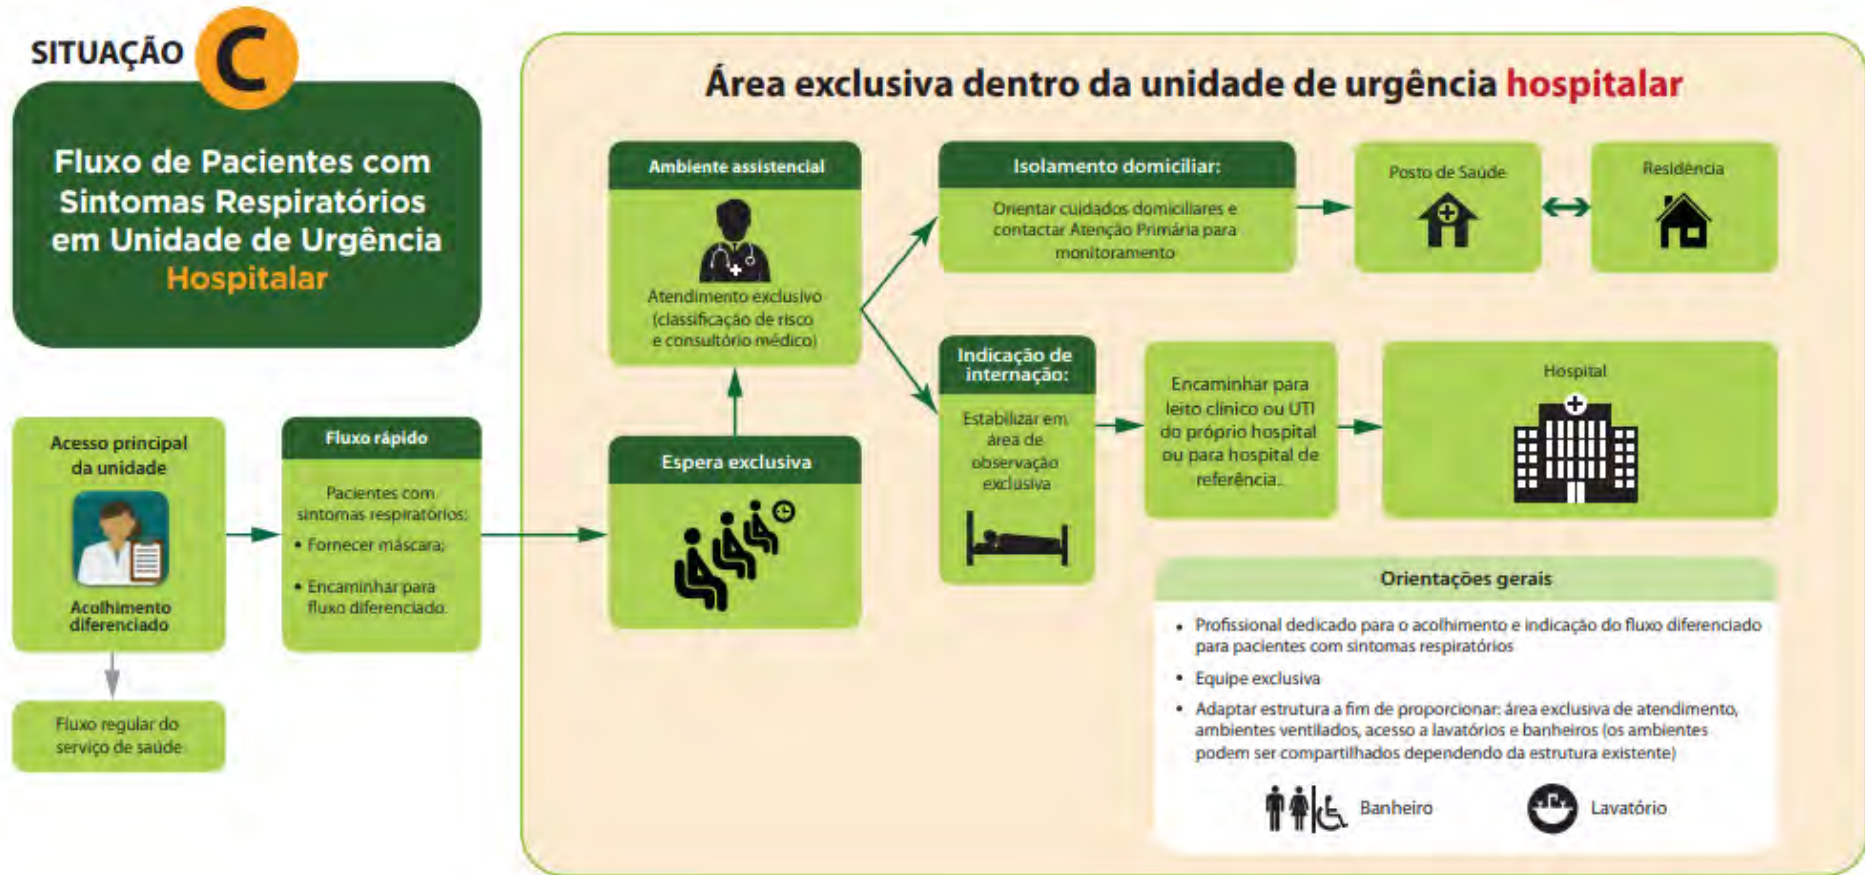 SITUAÇÃO C
Fluxo de Pacientes com
Sintomas Respiratórios
em Unidade de Urgência
Hospitalar
Acesso principal
da unidade
Acolhimento
diferenciado
Fluxo regular do
serviço de saúde
Fluxo rápido
Pacientes com
sintomas respiratórios:
• Fornecer máscara;
• Encaminhar para
fluxo diferenciado.
Área exclusiva dentro da unidade de urgência hospitalar
Espera exclusiva
Ambiente assistencial
Atendimento exclusivo
(classificação de risco
e consultório médico)
Isolamento domiciliar:
Orientar cuidados domiciliares e
contactar Atenção Primária para
monitoramento
Posto de Saúde
Residência
Indicação de
internação:
Estabilizar em
área de
observação
exclusiva
Encaminhar para
leito clínico ou UTI
do próprio hospital
ou para hospital de
referência.
Hospital
Orientações gerais
• Profissional dedicado para o acolhimento e indicação do fluxo diferenciado
para pacientes com sintomas respiratórios
• Equipe exclusiva
• Adaptar estrutura a fim de proporcionar: área exclusiva de atendimento,
ambientes ventilados, acesso a lavatórios e banheiros (os ambientes
podem ser compartilhados dependendo da estrutura existente)
Banheiro
Lavatório